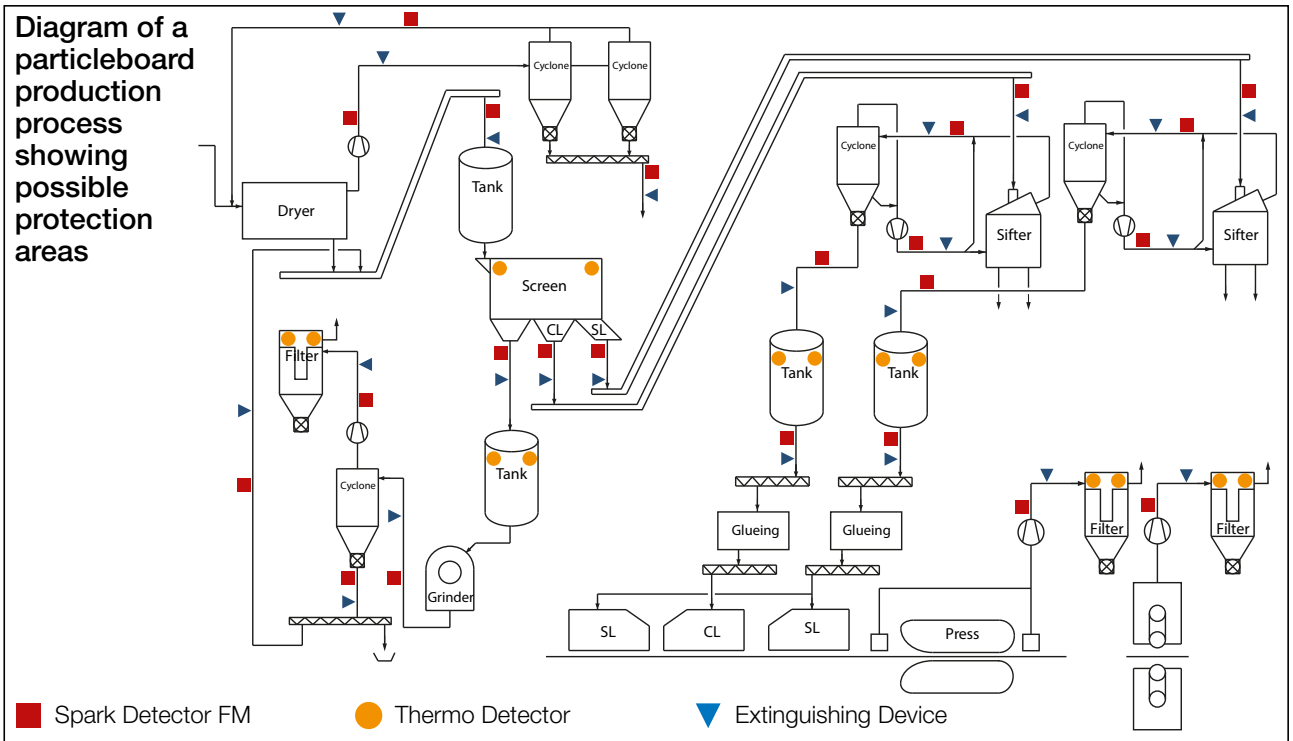 Diagram of a
particleboard
production
process
showing
possible
protection
areas
Cyclone
Cyclone
Tank
Dryer
Cyclone
Cyclone
Sifter
Sifter
Screen
CL
SL
Filter
Tank
Tank
Tank
Cyclone
Glueing
Glueing
Filter
Filter
Grinder
SL
CL
SL
Press
Spark Detector FM
Thermo Detector
Extinguishing Device